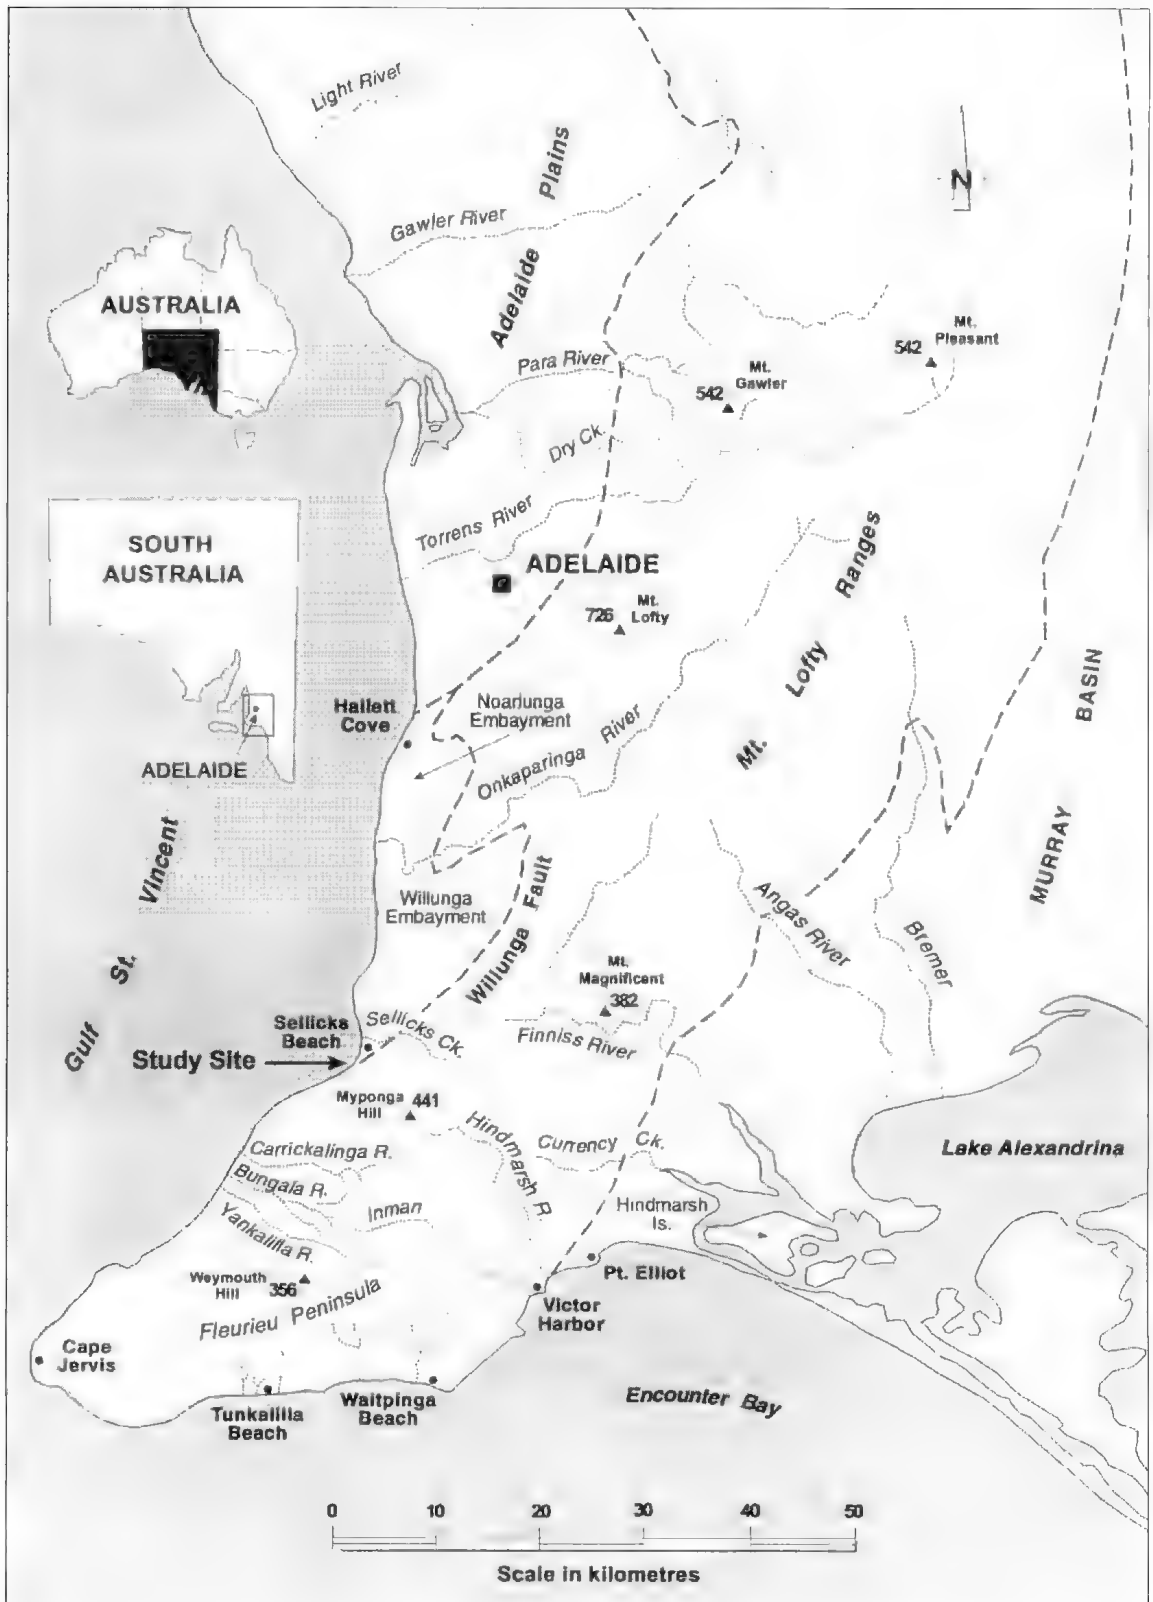 Light River
Plains
Adelaide
N
Gawler River
AUSTRALIA
Mt.
Pleasant
542
Para River
Mt.
Gawler
542
Dry Ck.
Torrens River
SOUTH
AUSTRALIA
ADELAIDE
Mt.
Lofty
726
Ranges
Lofty
Mt.
BASIN
MURRAY
Hallett
Cove
Noarlunga
Embayment
ADELAIDE
Onkaparinga River
Vincent
St.
Gulf
Willunga
Embayment
Willunga Fault
Angas River
Bremer
Mt.
Magnificent
382
Sellicks
Beach
Sellicks Ck.
Finniss River
Study Site
Myponga
Hill
441
Hindmarsh R.
Currency Ck.
Lake Alexandrina
Carrickalinga R.
Bungala R.
Inman
Yankalilla R.
Hindmarsh
Is.
Weymouth
Hill
356
Pt. Elliot
Fleurieu Peninsula
Victor
Harbor
Cape
Jervis
Tunkalilla
Beach
Waitpinga
Beach
Encounter Bay
0 10 20 30 40 50
Scale in kilometres